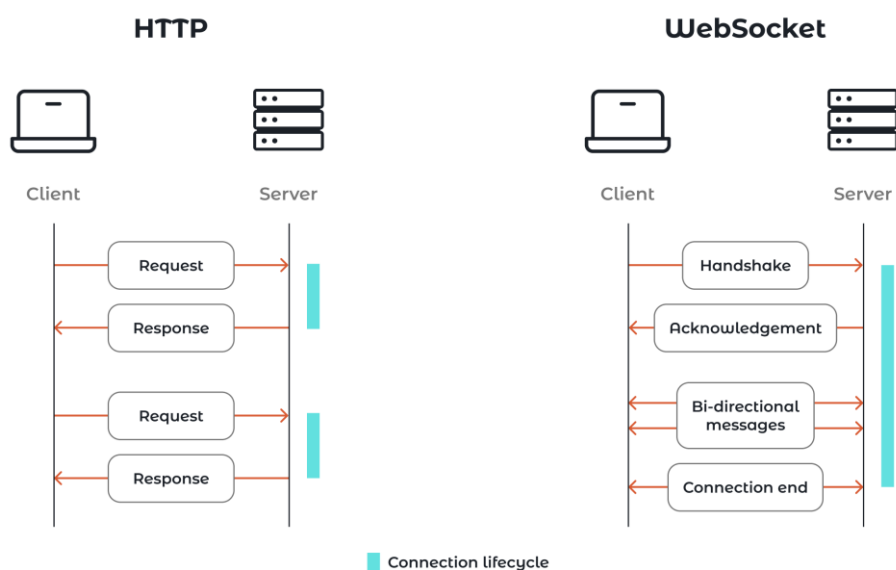 HTTP
WebSocket
Client
Server
Client
Server
Request
Response
Request
Response
Handshake
Acknowledgement
Bi-directional
messages
Connection end
Connection lifecycle